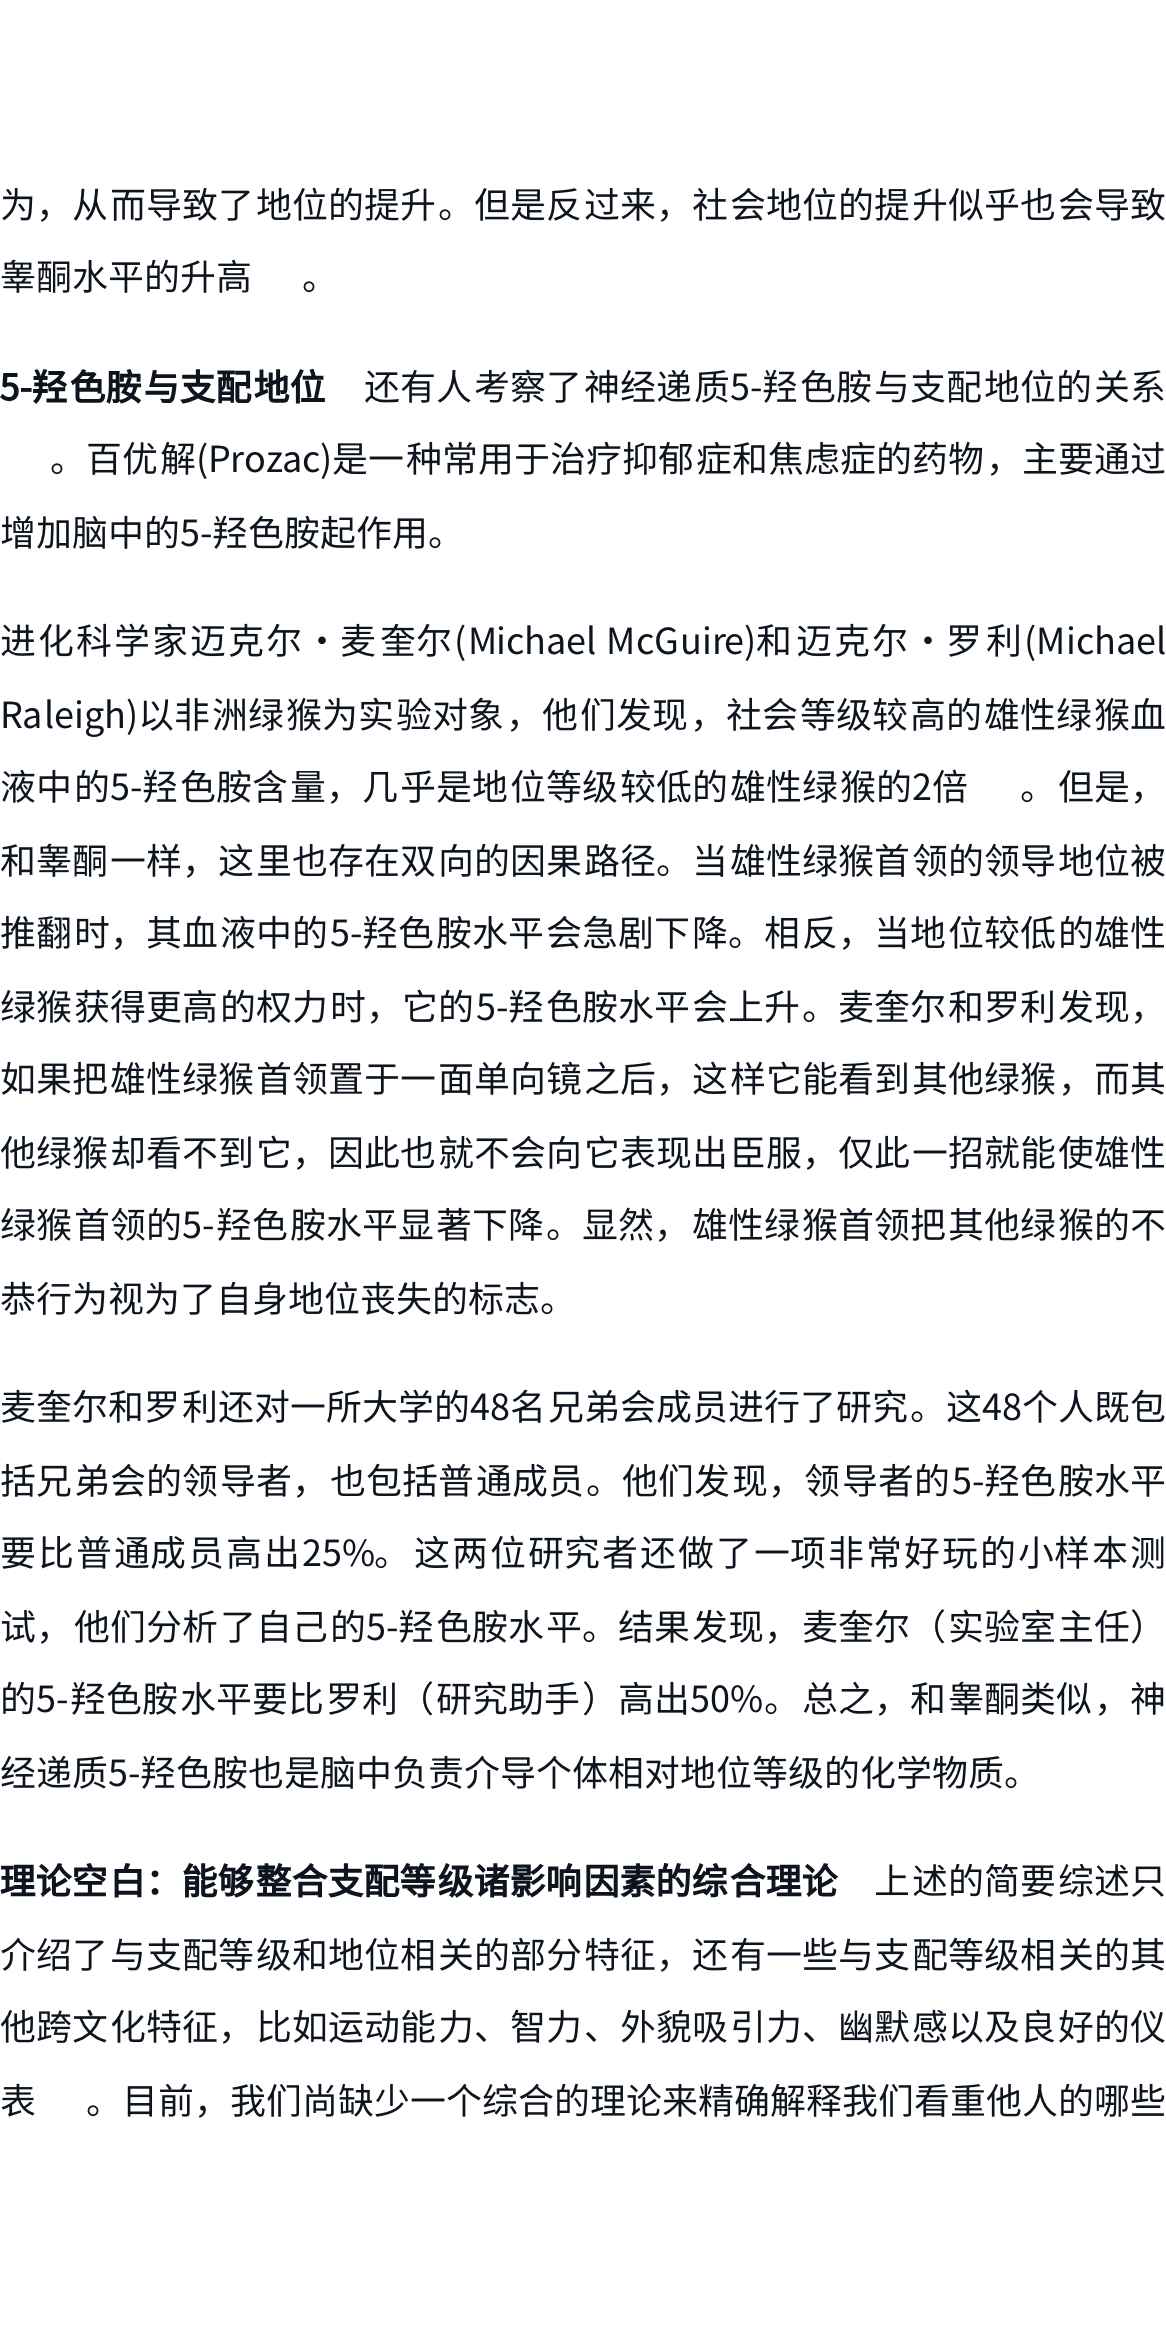 为，从而导致了地位的提升。但是反过来，社会地位的提升似乎也会导致
睾酮水平的升高　。
5-羟色胺与支配地位　还有人考察了神经递质5-羟色胺与支配地位的关系
　。百优解(Prozac)是一种常用于治疗抑郁症和焦虑症的药物，主要通过
增加脑中的5-羟色胺起作用。
进化科学家迈克尔·麦奎尔(Michael McGuire)和迈克尔·罗利(Michael
Raleigh)以非洲绿猴为实验对象，他们发现，社会等级较高的雄性绿猴血
液中的5-羟色胺含量，几乎是地位等级较低的雄性绿猴的2倍　。但是，
和睾酮一样，这里也存在双向的因果路径。当雄性绿猴首领的领导地位被
推翻时，其血液中的5-羟色胺水平会急剧下降。相反，当地位较低的雄性
绿猴获得更高的权力时，它的5-羟色胺水平会上升。麦奎尔和罗利发现，
如果把雄性绿猴首领置于一面单向镜之后，这样它能看到其他绿猴，而其
他绿猴却看不到它，因此也就不会向它表现出臣服，仅此一招就能使雄性
绿猴首领的5-羟色胺水平显著下降。显然，雄性绿猴首领把其他绿猴的不
恭行为视为了自身地位丧失的标志。
麦奎尔和罗利还对一所大学的48名兄弟会成员进行了研究。这48个人既包
括兄弟会的领导者，也包括普通成员。他们发现，领导者的5-羟色胺水平
要比普通成员高出25%。这两位研究者还做了一项非常好玩的小样本测
试，他们分析了自己的5-羟色胺水平。结果发现，麦奎尔（实验室主任）
的5-羟色胺水平要比罗利（研究助手）高出50%。总之，和睾酮类似，神
经递质5-羟色胺也是脑中负责介导个体相对地位等级的化学物质。
理论空白：能够整合支配等级诸影响因素的综合理论　上述的简要综述只
介绍了与支配等级和地位相关的部分特征，还有一些与支配等级相关的其
他跨文化特征，比如运动能力、智力、外貌吸引力、幽默感以及良好的仪
表　。目前，我们尚缺少一个综合的理论来精确解释我们看重他人的哪些